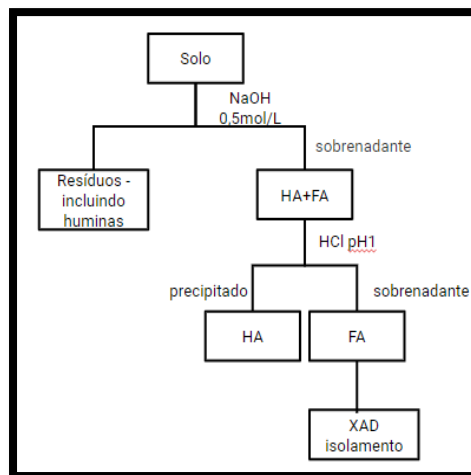 Solo
NaOH
0,5mol/L
sobrenadante
Resíduos -
incluindo
huminas
HA+FA
HCl pH1
precipitado
sobrenadante
HA
FA
XAD
isolamento